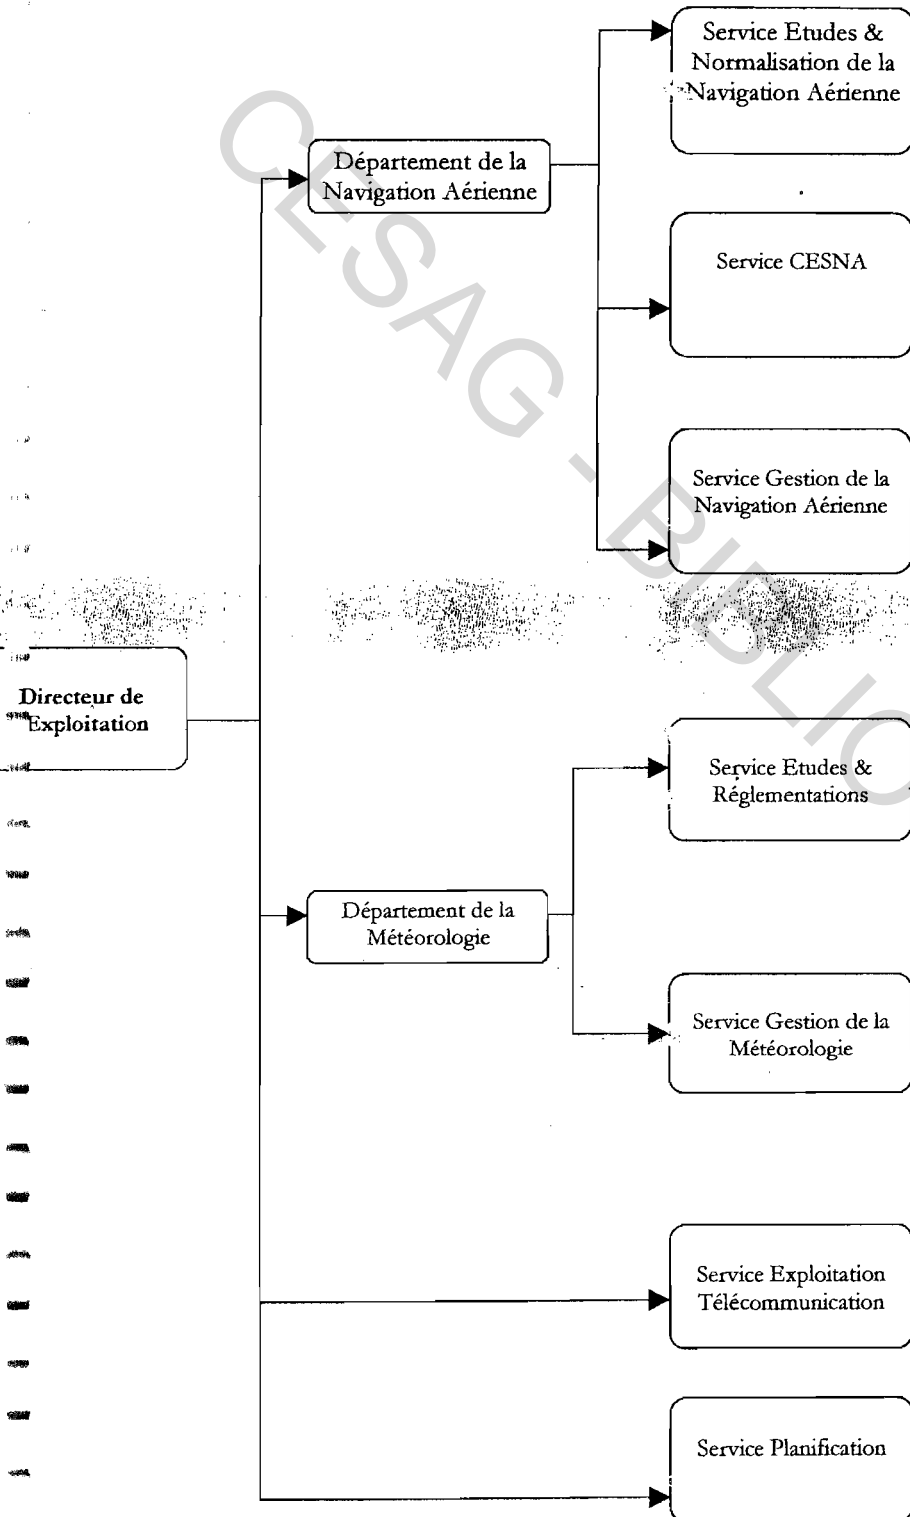 Service Etudes &
Normalisation de la
Navigation Aérienne
Département de la
Navigation Aérienne
Service CESNA
Service Gestion de la
Navigation Aérienne
Directeur de
Exploitation
Service Etudes &
Réglementations
Département de la
Météorologie
Service Gestion de la
Météorologie
Service Exploitation
Télécommunication
Service Planification
CESAG - BIBLIO